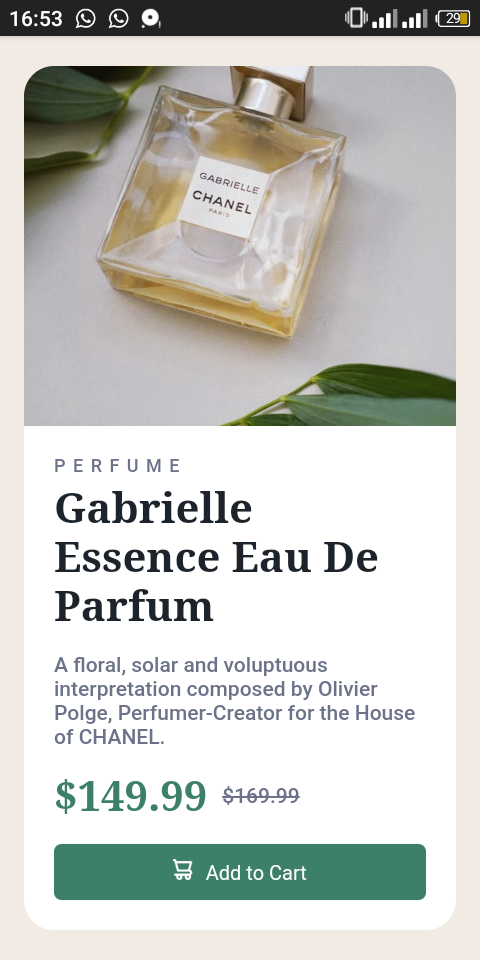 16:53
29
GABRIELLE
CHANEL
PARIS
PERFUME
Gabrielle
Essence Eau De
Parfum
A floral, solar and voluptuous
interpretation composed by Olivier
Polge, Perfumer-Creator for the House
of CHANEL.
$149.99 $169.99
Add to Cart